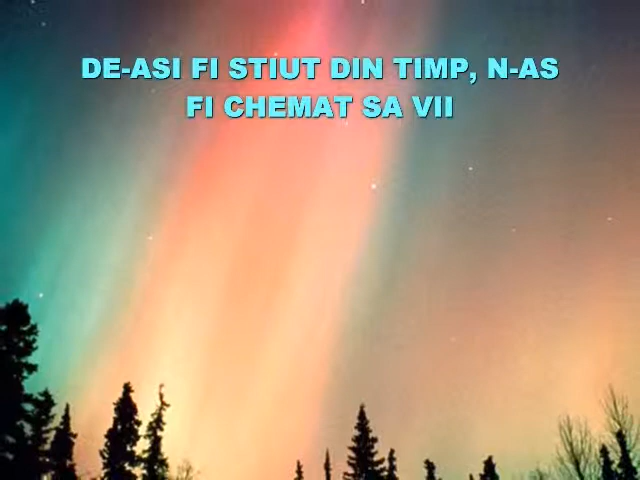 DE-ASI FI STIUT DIN TIMP, N-AS
FI CHEMAT SA VII